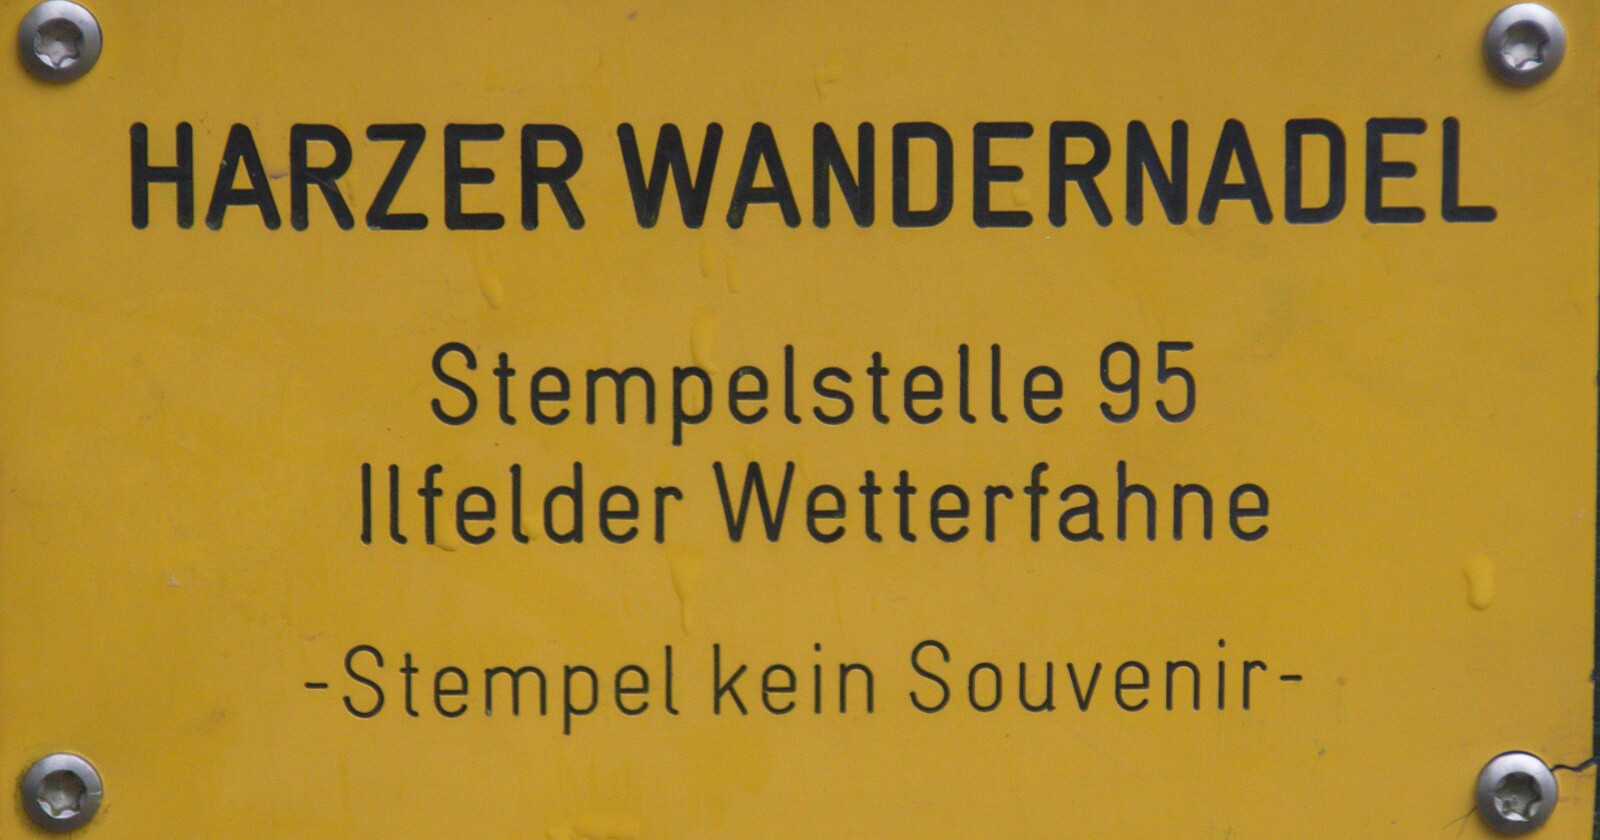 HARZER WANDERNADEL
Stempelstelle 95
Ilfelder Wetterfahne
-Stempel kein Souvenir-